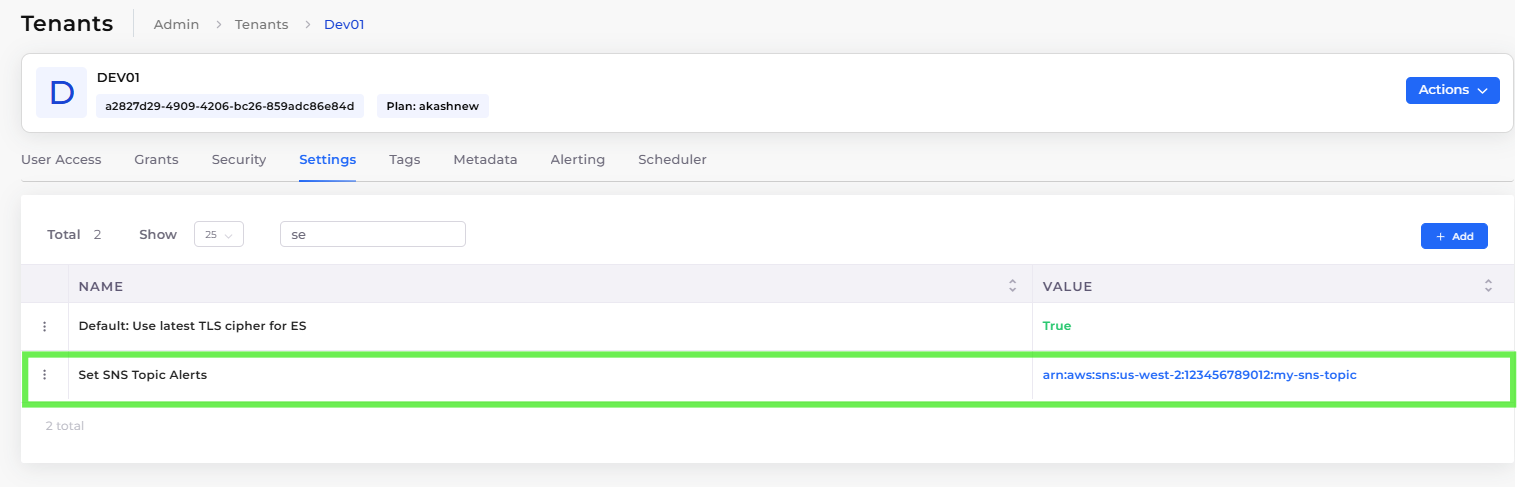 Tenants Admin > Tenants > Dev01
D
DEV01
a2827d29-4909-4206-bc26-859adc86e84d Plan: akashnew
Actions
User Access Grants Security Settings Tags Metadata Alerting Scheduler
Total 2 Show 25 se + Add
NAME VALUE
Default: Use latest TLS cipher for ES True
Set SNS Topic Alerts arn:aws:sns:us-west-2:123456789012:my-sns-topic
2 total